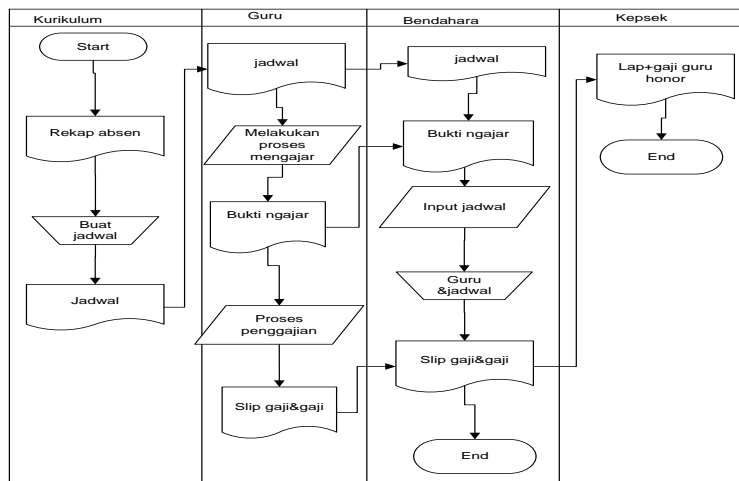 Kurikulum
Guru
Bendahara
Kepsek
Start
Rekap absen
Buat
jadwal
Jadwal
jadwal
Melakukan
proses
mengajar
Bukti ngajar
Proses
penggajian
Slip gaji&gaji
jadwal
Bukti ngajar
Input jadwal
Guru
&jadwal
Slip gaji&gaji
End
Lap+gaji guru
honor
End